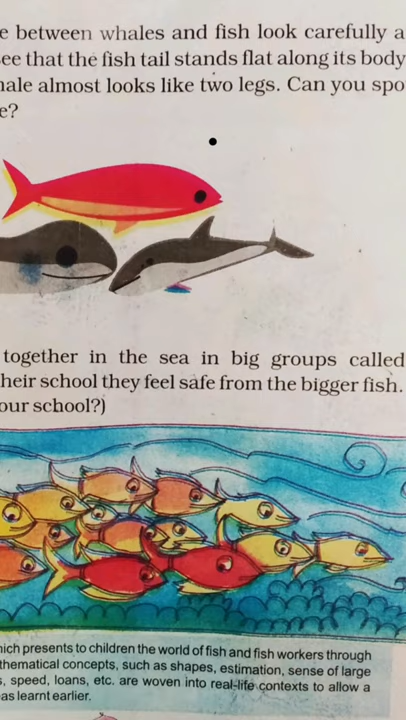 e between whales and fish look carefully a
ee that the fish tail stands flat along its body
ale almost looks like two legs. Can you spo
e?
together in the sea in big groups called
heir school they feel safe from the bigger fish.
our school?)
ich presents to children the world of fish and fish workers through
thematical concepts, such as shapes, estimation, sense of large
, speed, loans, etc. are woven into real-life contexts to allow a
as learnt earlier.